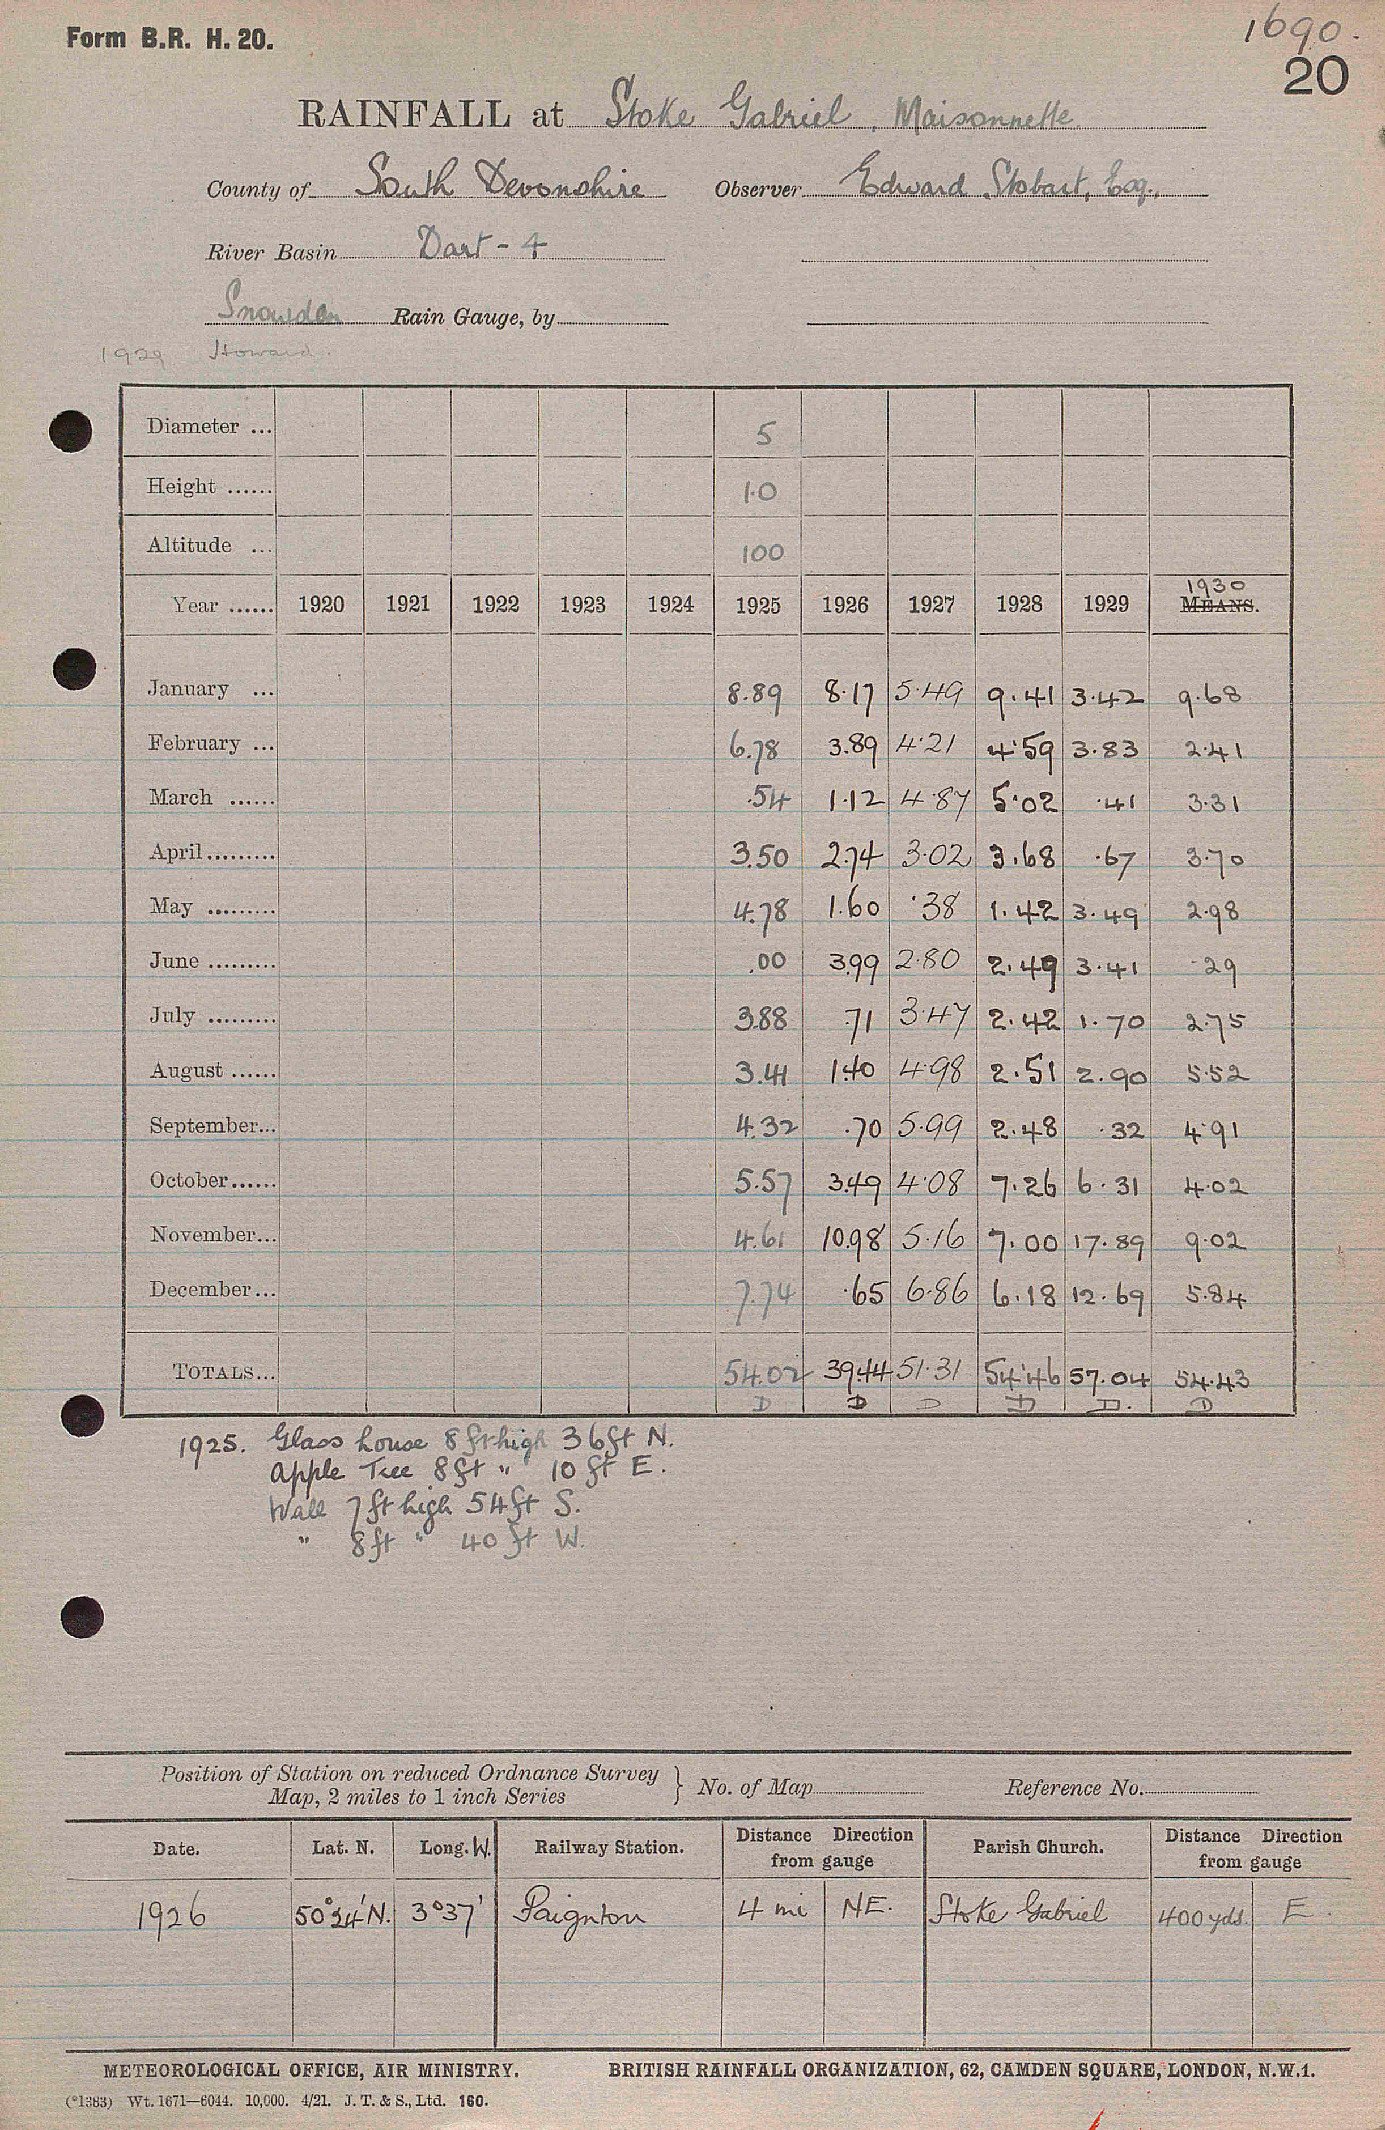 Form B.R. H. 20.
1690.
20
RAINFALL at Stoke Gabriel, Maisonnette
County of South Devonshire Observer Edward Stobart, Esq.,
River Basin Dart - 4
Snowdon Rain Gauge, by
1929 Howard.
Diameter ... 5
Height ...... 1.0
Altitude ... 100
1930
Year ...... 1920 1921 1922 1923 1924 1925 1926 1927 1928 1929 MEANS.
January ... 8.89 8.17 5.49 9.41 3.42 9.68
February ... 6.78 3.89 4.21 4.59 3.83 2.41
March ...... .54 1.12 4.87 5.02 .41 3.31
April ......... 3.50 2.74 3.02 3.68 .67 3.70
May ......... 4.78 1.60 .38 1.42 3.49 2.98
June ......... .00 3.99 2.80 2.49 3.41 .29
July ......... 3.88 .71 3.47 2.42 1.70 2.75
August ...... 3.41 1.40 4.98 2.51 2.90 5.52
September... 4.32 .70 5.99 2.48 .32 4.91
October ...... 5.57 3.49 4.08 7.26 6.31 4.02
November... 4.61 10.98 5.16 7.00 17.89 9.02
December... 7.74 .65 6.86 6.18 12.69 5.84
TOTALS... 54.02 39.44 51.31 54.46 57.04 54.43
D D D D D. D
1925. Glass house 8 ft high 36ft N.
Apple Tree 8ft " 10 ft E.
Wall 7ft high 54ft S.
" 8ft " 40 ft W.
Position of Station on reduced Ordnance Survey
Map, 2 miles to 1 inch Series } No. of Map Reference No.
Date. Lat. N. Long. W. Railway Station. Distance Direction from gauge Parish Church. Distance Direction from gauge
1926 50°24'N. 3°37' Paignton 4 mi NE. Stoke Gabriel 400 yds. E.
METEOROLOGICAL OFFICE, AIR MINISTRY. BRITISH RAINFALL ORGANIZATION, 62, CAMDEN SQUARE, LONDON, N.W.1.
(*1383) Wt. 1671—6044. 10,000. 4/21. J. T. & S., Ltd. 160.